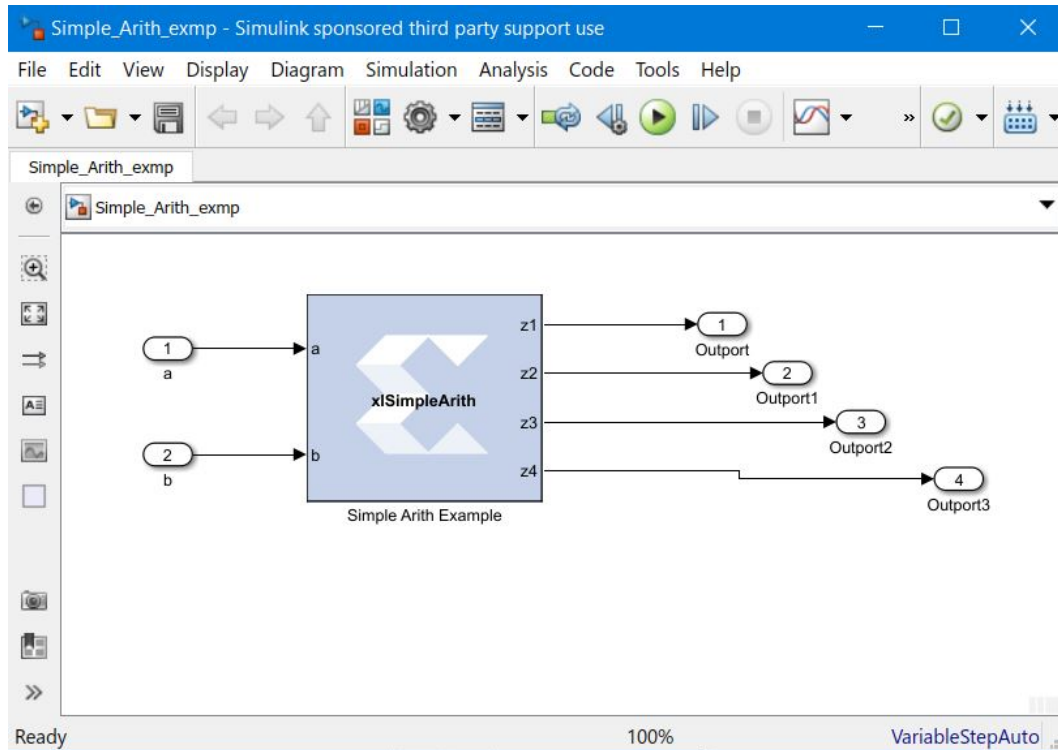 Simple_Arith_exmp - Simulink sponsored third party support use
File Edit View Display Diagram Simulation Analysis Code Tools Help
Simple_Arith_exmp
Simple_Arith_exmp
1
a
2
b
a
b
xlSimpleArith
z1
z2
z3
z4
Simple Arith Example
1
Outport
2
Outport1
3
Outport2
4
Outport3
Ready 100% VariableStepAuto